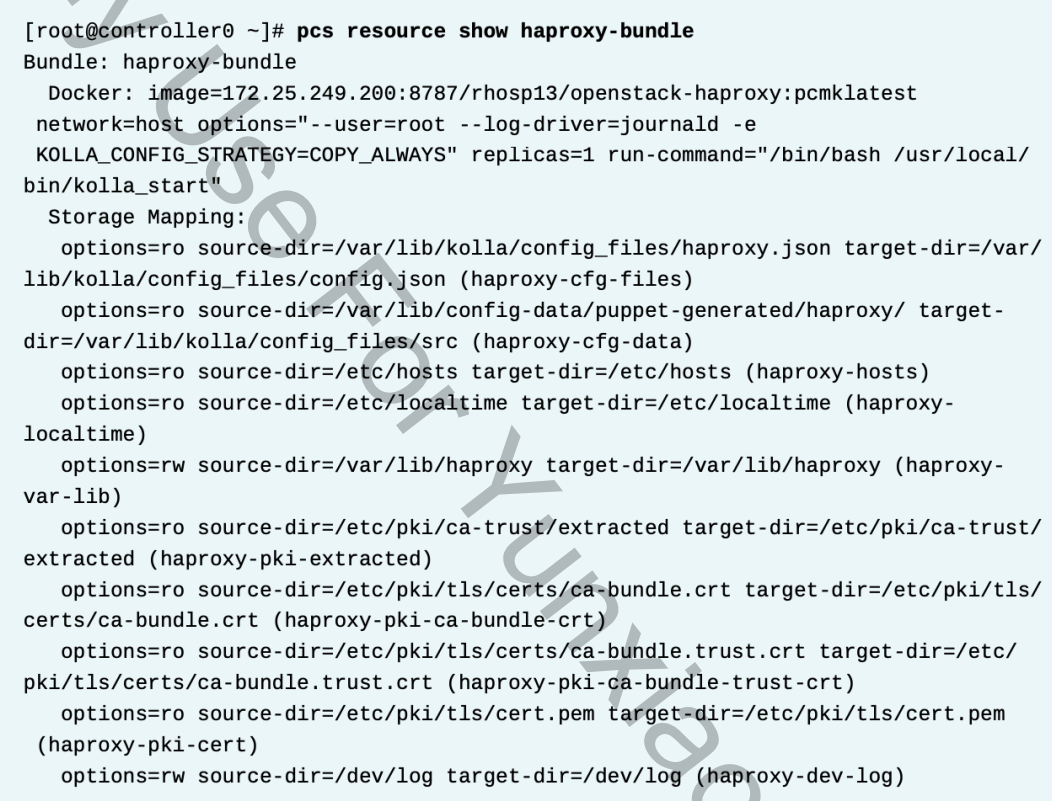 [root@controller0 ~]# pcs resource show haproxy-bundle
Bundle: haproxy-bundle
  Docker: image=172.25.249.200:8787/rhosp13/openstack-haproxy:pcmklatest
 network=host options="--user=root --log-driver=journald -e
 KOLLA_CONFIG_STRATEGY=COPY_ALWAYS" replicas=1 run-command="/bin/bash /usr/local/
bin/kolla_start"
  Storage Mapping:
   options=ro source-dir=/var/lib/kolla/config_files/haproxy.json target-dir=/var/
lib/kolla/config_files/config.json (haproxy-cfg-files)
   options=ro source-dir=/var/lib/config-data/puppet-generated/haproxy/ target-
dir=/var/lib/kolla/config_files/src (haproxy-cfg-data)
   options=ro source-dir=/etc/hosts target-dir=/etc/hosts (haproxy-hosts)
   options=ro source-dir=/etc/localtime target-dir=/etc/localtime (haproxy-
localtime)
   options=rw source-dir=/var/lib/haproxy target-dir=/var/lib/haproxy (haproxy-
var-lib)
   options=ro source-dir=/etc/pki/ca-trust/extracted target-dir=/etc/pki/ca-trust/
extracted (haproxy-pki-extracted)
   options=ro source-dir=/etc/pki/tls/certs/ca-bundle.crt target-dir=/etc/pki/tls/
certs/ca-bundle.crt (haproxy-pki-ca-bundle-crt)
   options=ro source-dir=/etc/pki/tls/certs/ca-bundle.trust.crt target-dir=/etc/
pki/tls/certs/ca-bundle.trust.crt (haproxy-pki-ca-bundle-trust-crt)
   options=ro source-dir=/etc/pki/tls/cert.pem target-dir=/etc/pki/tls/cert.pem
 (haproxy-pki-cert)
   options=rw source-dir=/dev/log target-dir=/dev/log (haproxy-dev-log)
Use For